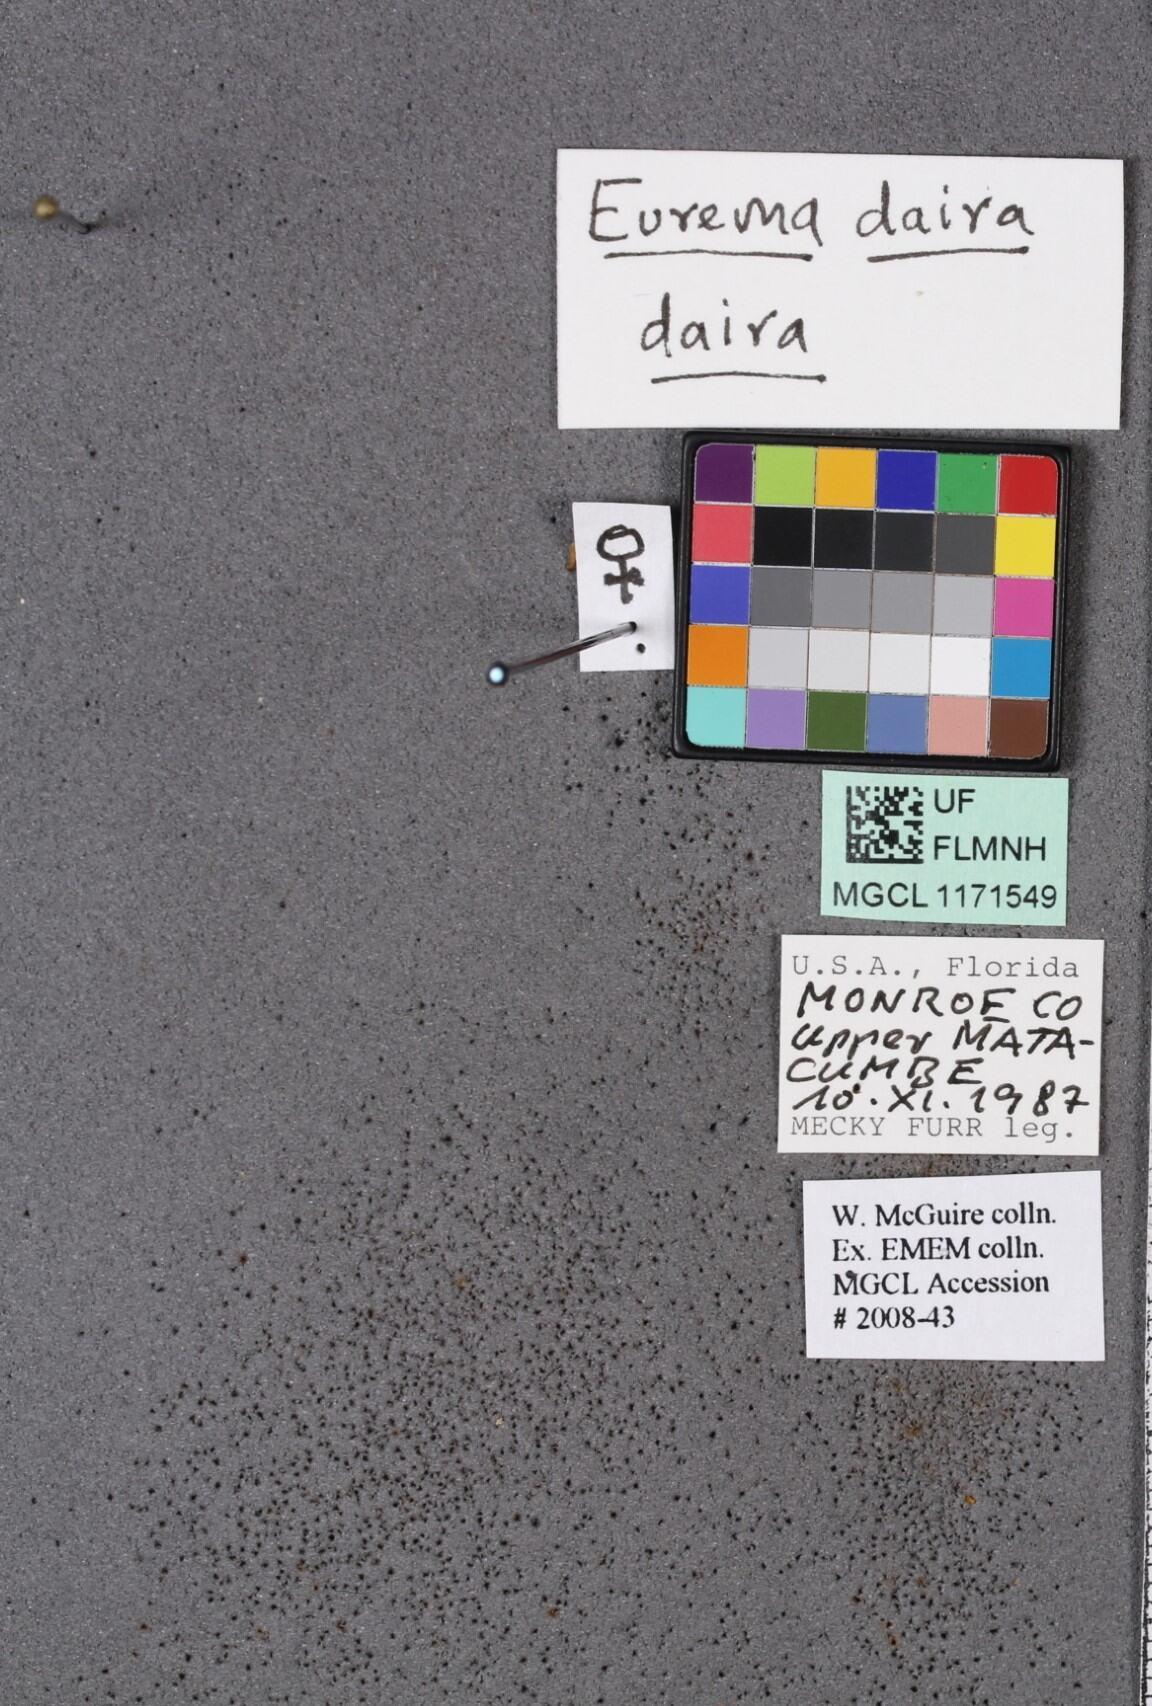 Eurema daira
daira
♀
UF
FLMNH
MGCL 1171549
U.S.A., Florida
MONROE CO
Upper MATA-
CUMBE
10.XI.1987
MECKY FURR leg.
W. McGuire colln.
Ex. EMEM colln.
MGCL Accession
# 2008-43